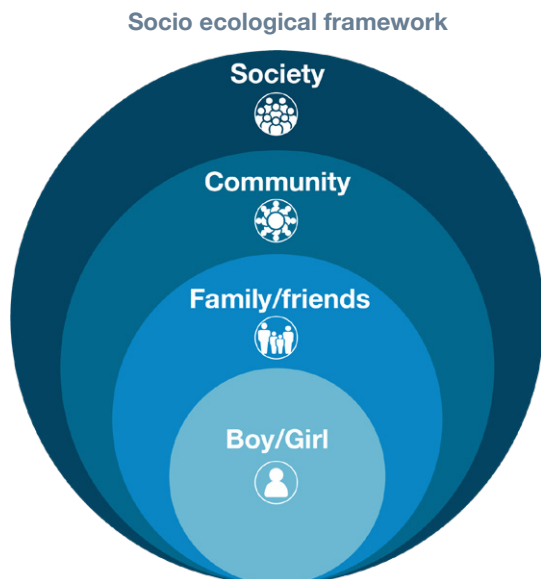 Socio ecological framework
Society
Community
Family/friends
Boy/Girl